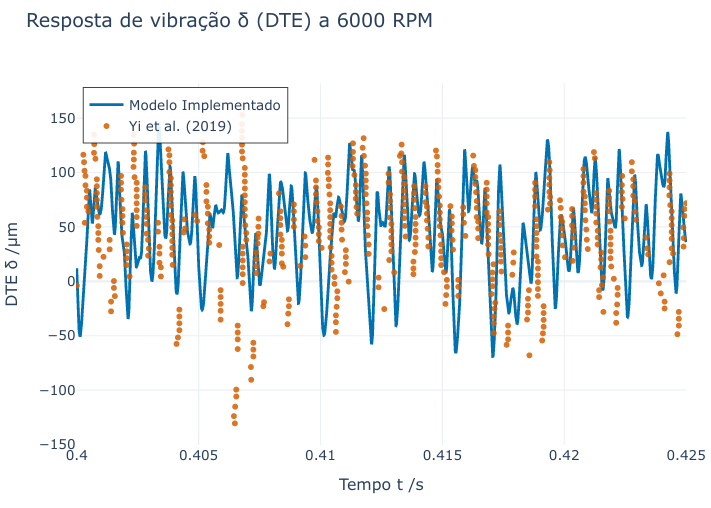 Resposta de vibração δ (DTE) a 6000 RPM
Modelo Implementado
Yi et al. (2019)
DTE δ /μm
150
100
50
0
−50
−100
−150
0.4
0.405
0.41
0.415
0.42
0.425
Tempo t /s